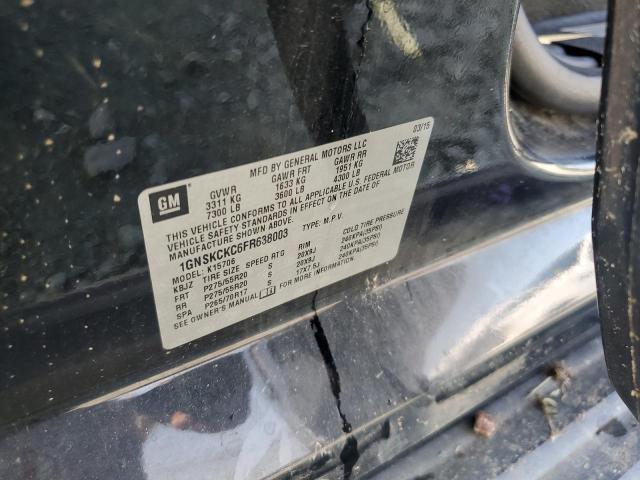 GM
MFD BY GENERAL MOTORS LLC
03/15
GVWR GAWR FRT GAWR RR
3311 KG 1633 KG 1951 KG
7300 LB 3600 LB 4300 LB
THIS VEHICLE CONFORMS TO ALL APPLICABLE U.S. FEDERAL MOTOR
VEHICLE SAFETY STANDARDS IN EFFECT ON THE DATE OF
MANUFACTURE SHOWN ABOVE.
1GNSKCKC6FR638003 TYPE: M.P.V.
MODEL: K15706
KBJZ TIRE SIZE SPEED RTG RIM COLD TIRE PRESSURE
FRT P275/55R20 S 20X9J 240KPA(35PSI)
RR P275/55R20 S 20X9J 240KPA(35PSI)
SPA P265/70R17 S 17X7.5J 240KPA(35PSI)
SEE OWNER'S MANUAL FOR MORE INFORMATION.